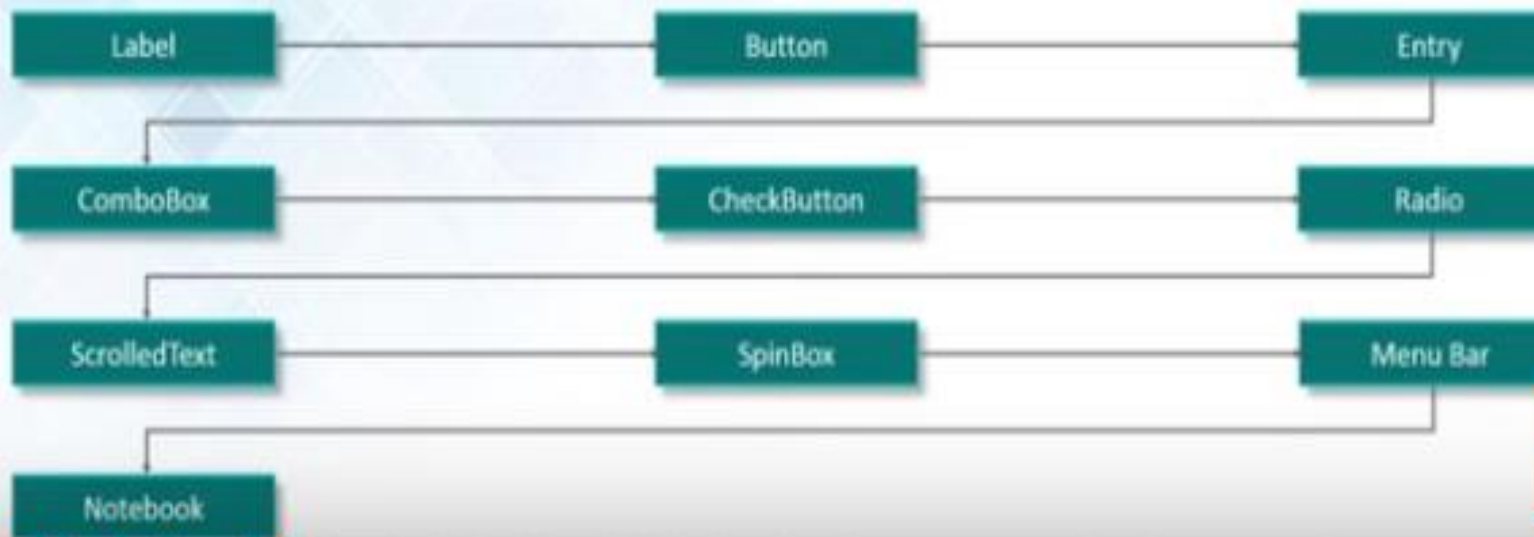 Label
Button
Entry
ComboBox
CheckButton
Radio
ScrolledText
SpinBox
Menu Bar
Notebook